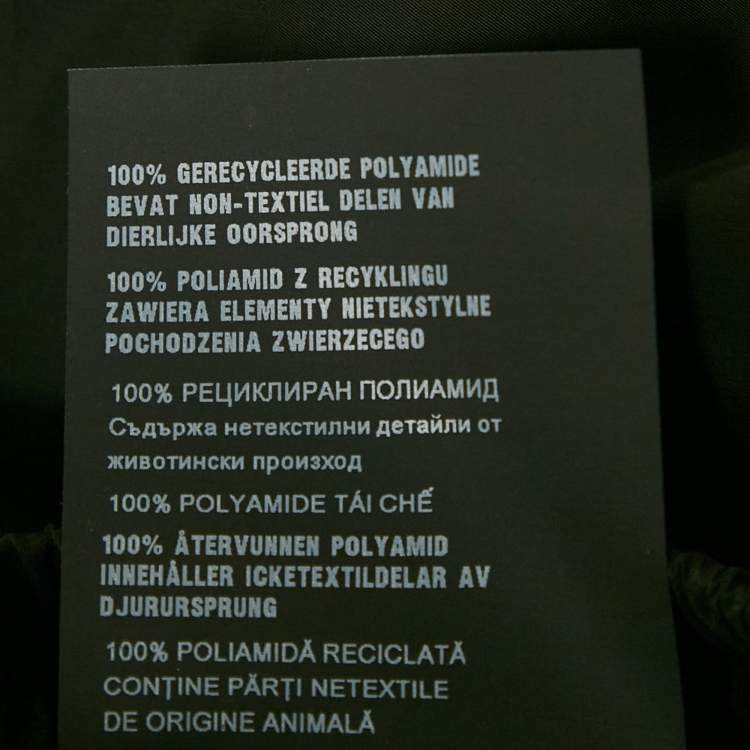 100% GERECYCLEERDE POLYAMIDE
BEVAT NON-TEXTIEL DELEN VAN
DIERLIJKE OORSPRONG
100% POLIAMID Z RECYKLINGU
ZAWIERA ELEMENTY NIETEKSTYLNE
POCHODZENIA ZWIERZECEGO
100% РЕЦИКЛИРАН ПОЛИАМИД
Съдържа нетекстилни детайли от
животински произход
100% POLYAMIDE TÁI CHẾ
100% ÅTERVUNNEN POLYAMID
INNEHÅLLER ICKETEXTILDELAR AV
DJURURSPRUNG
100% POLIAMIDĂ RECICLATĂ
CONȚINE PĂRȚI NETEXTILE
DE ORIGINE ANIMALĂ